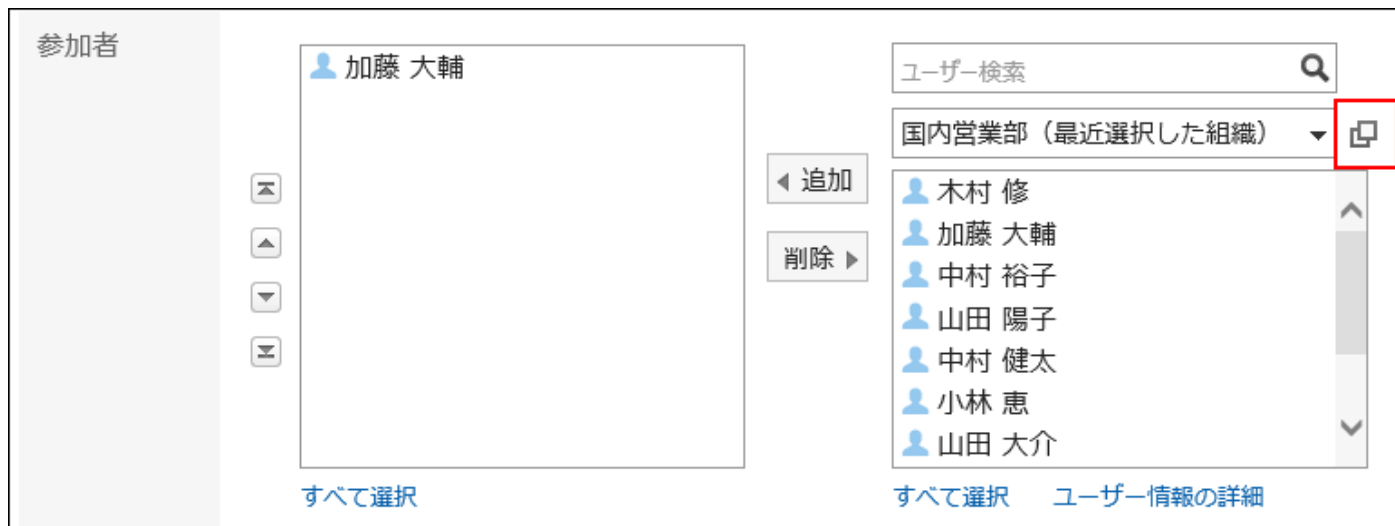 参加者
加藤 大輔
すべて選択
追加
削除
ユーザー検索
国内営業部（最近選択した組織）
木村 修
加藤 大輔
中村 裕子
山田 陽子
中村 健太
小林 恵
山田 大介
すべて選択 ユーザー情報の詳細